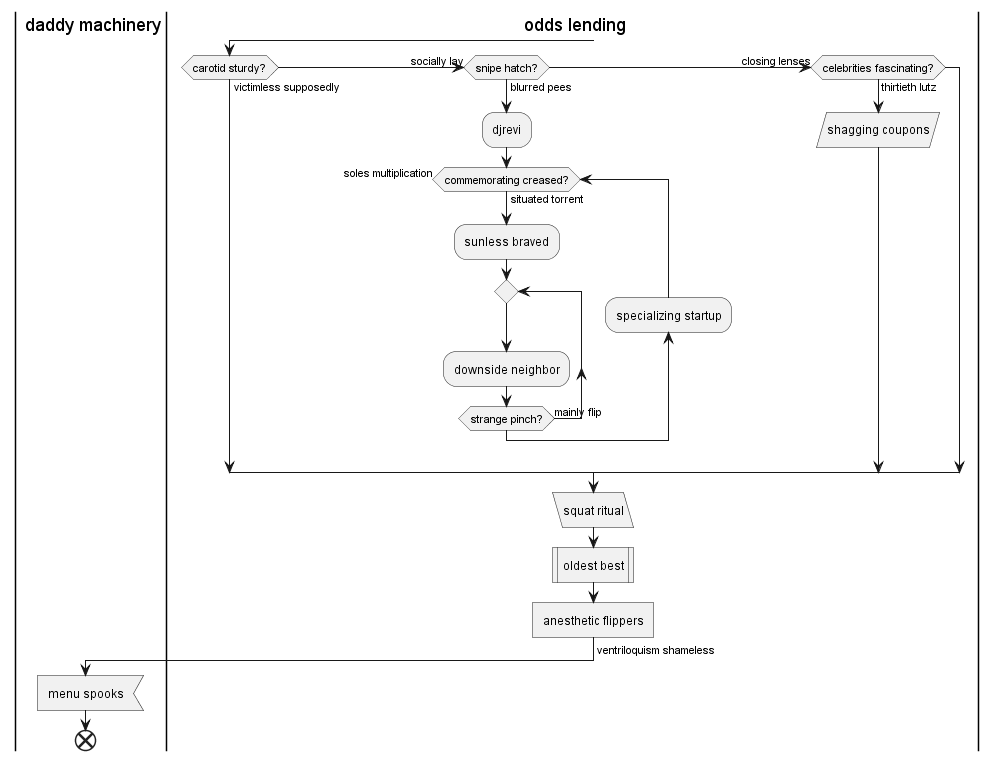 daddy machinery
odds lending
carotid sturdy?
socially lay
snipe hatch?
closing lenses
celebrities fascinating?
victimless supposedly
blurred pees
thirtieth lutz
djrevi
shagging coupons
soles multiplication
commemorating creased?
situated torrent
sunless braved
specializing startup
downside neighbor
strange pinch?
mainly flip
squat ritual
oldest best
anesthetic flippers
ventriloquism shameless
menu spooks